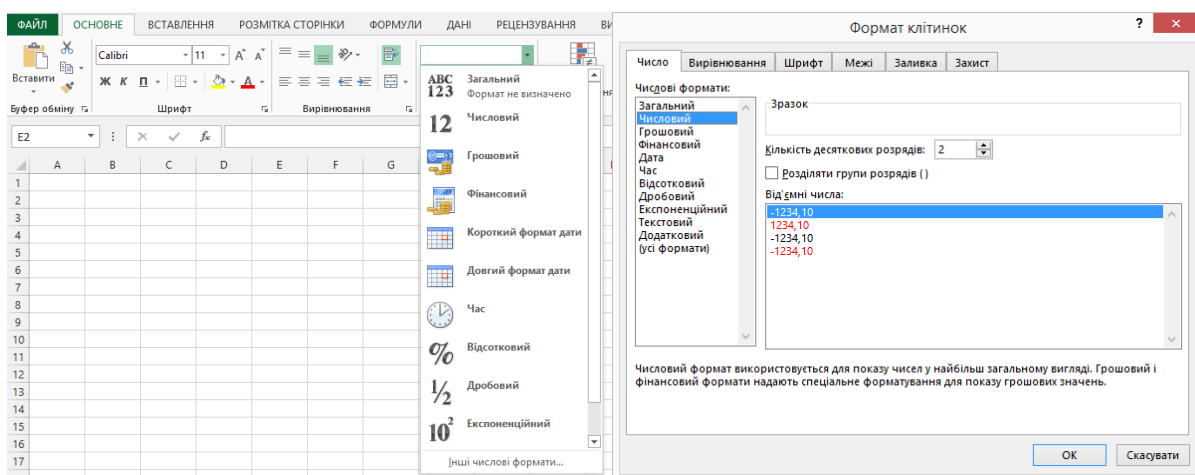 ФАЙЛ ОСНОВНЕ ВСТАВЛЕННЯ РОЗМІТКА СТОРІНКИ ФОРМУЛИ ДАНІ РЕЦЕНЗУВАННЯ
Calibri 11
Вставити
Ж К П
Буфер обміну Шрифт Вирівнювання
E2 fx
A B C D E F G
1
2
3
4
5
6
7
8
9
10
11
12
13
14
15
16
17
ABC 123 Загальний
Формат не визначено
12 Числовий
Грошовий
Фінансовий
Короткий формат дати
Довгий формат дати
Час
% Відсотковий
1/2 Дробовий
10² Експоненційний
Інші числові формати...
Формат клітинок ? ×
Число Вирівнювання Шрифт Межі Заливка Захист
Числові формати:
Загальний
Числовий
Грошовий
Фінансовий
Дата
Час
Відсотковий
Дробовий
Експоненційний
Текстовий
Додатковий
(усі формати)
Зразок
Кількість десяткових розрядів: 2
Розділяти групи розрядів ( )
Від'ємні числа:
-1234,10
1234,10
-1234,10
-1234,10
Числовий формат використовується для показу чисел у найбільш загальному вигляді. Грошовий і
фінансовий формати надають спеціальне форматування для показу грошових значень.
ОК Скасувати